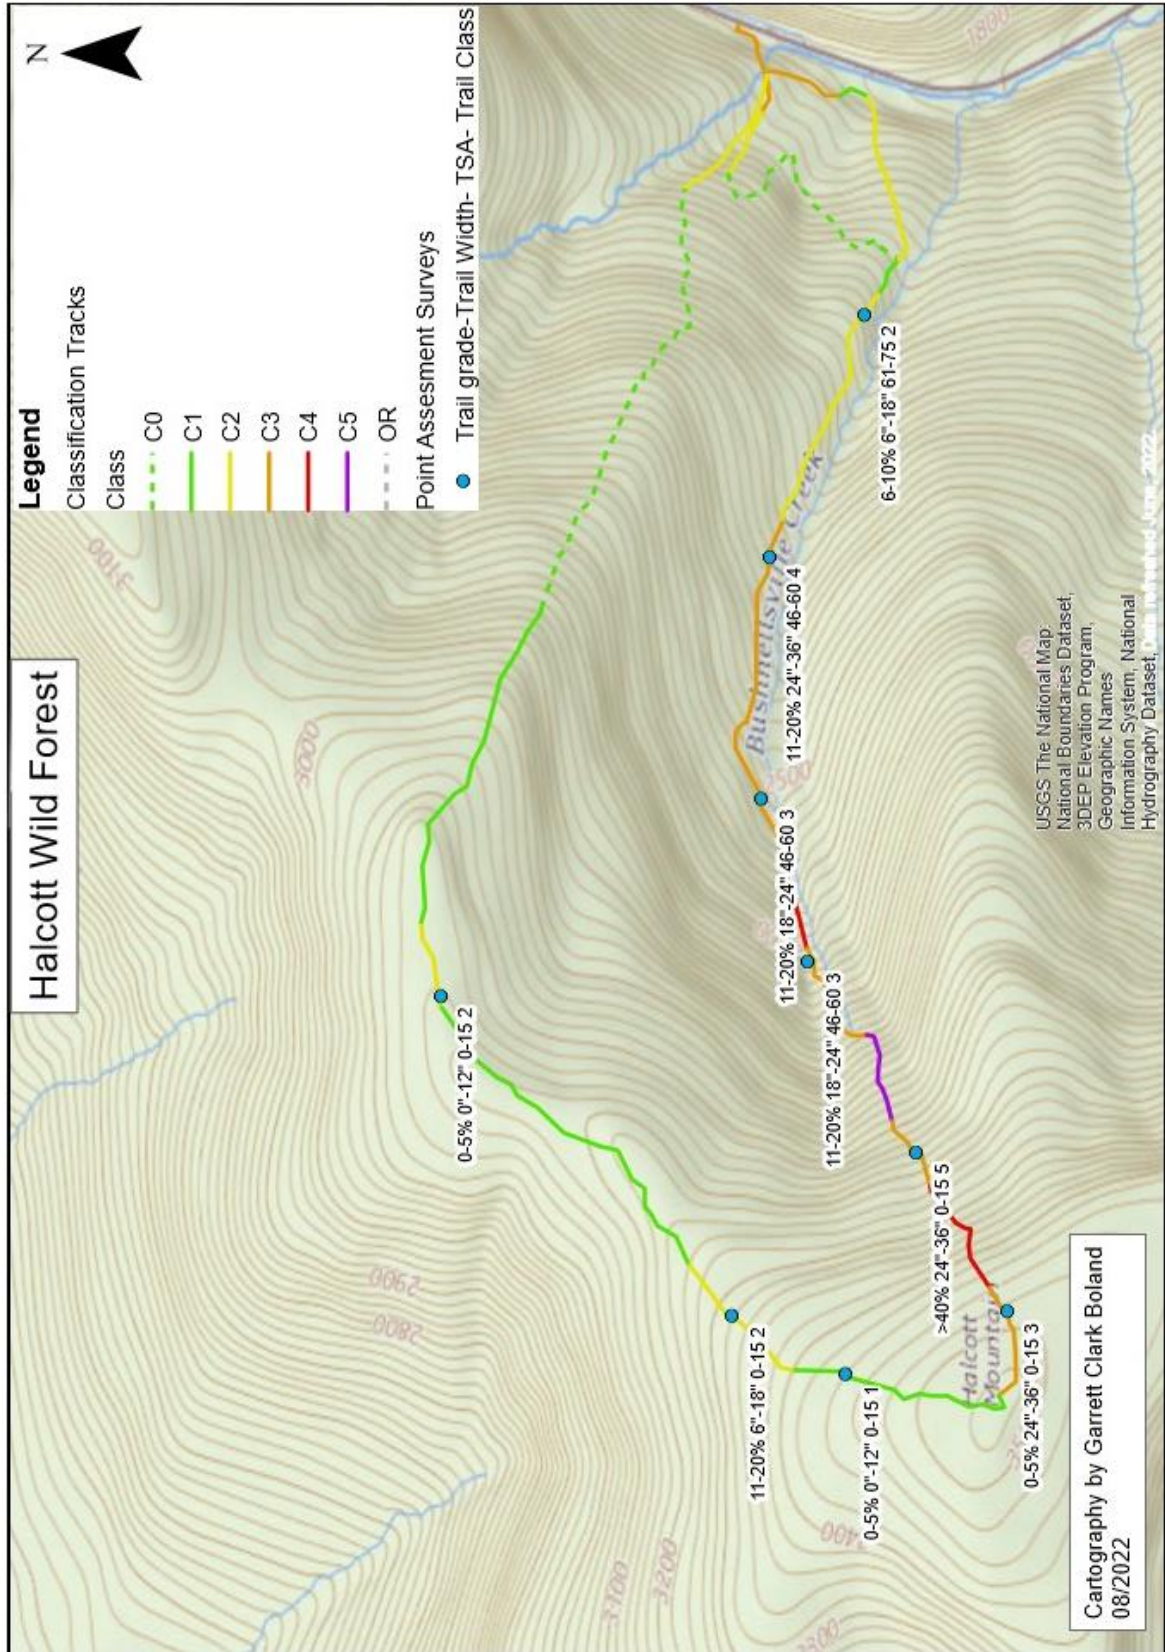 Halcott Wild Forest
N
Legend
Classification Tracks
Class
C0
C1
C2
C3
C4
C5
OR
Point Assesment Surveys
Trail grade-Trail Width- TSA- Trail Class
3100
3000
2900
2800
1800
0-5% 0"-12" 0-15 2
11-20% 6"-18" 0-15 2
0-5% 0"-12" 0-15 1
0-5% 24"-36" 0-15 3
>40% 24"-36" 0-15 5
11-20% 18"-24" 46-60 3
11-20% 18"-24" 46-60 3
11-20% 24"-36" 46-60 4
6-10% 6"-18" 61-75 2
Bushnellsville Creek
2500
Halcott
Mountain
3400
3200
3300
USGS The National Map:
National Boundaries Dataset,
3DEP Elevation Program,
Geographic Names
Information System, National
Hydrography Dataset, Data refreshed June, 2022.
Cartography by Garrett Clark Boland
08/2022